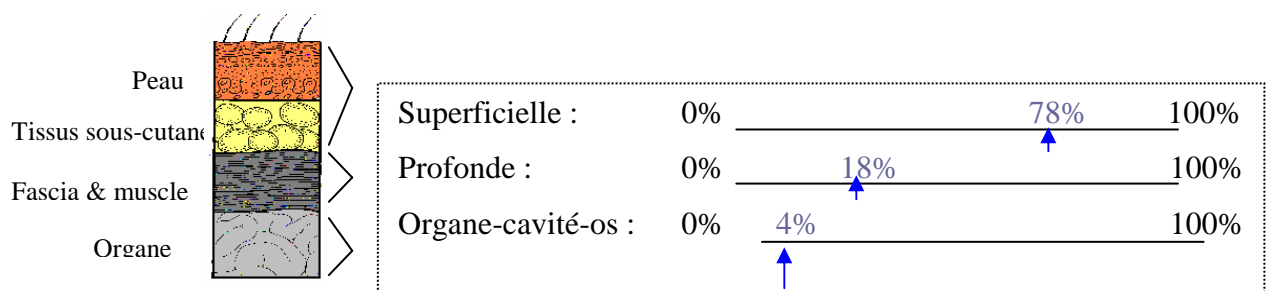 Peau
Tissus sous-cutane
Fascia & muscle
Organe
Superficielle : 0% 78% 100%
Profonde : 0% 18% 100%
Organe-cavité-os : 0% 4% 100%